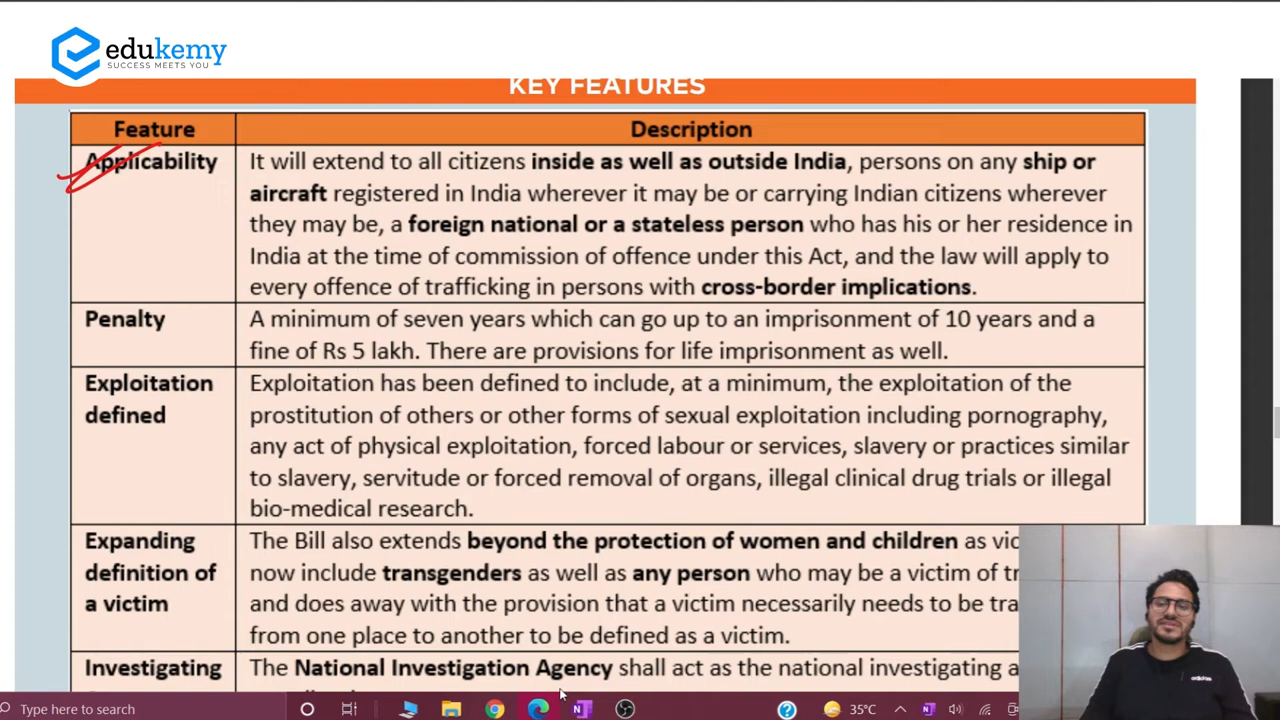 edukemy
SUCCESS MEETS YOU
KEY FEATURES
Feature
Description
Applicability
It will extend to all citizens inside as well as outside India, persons on any ship or
aircraft registered in India wherever it may be or carrying Indian citizens wherever
they may be, a foreign national or a stateless person who has his or her residence in
India at the time of commission of offence under this Act, and the law will apply to
every offence of trafficking in persons with cross-border implications.
Penalty
A minimum of seven years which can go up to an imprisonment of 10 years and a
fine of Rs 5 lakh. There are provisions for life imprisonment as well.
Exploitation
defined
Exploitation has been defined to include, at a minimum, the exploitation of the
prostitution of others or other forms of sexual exploitation including pornography,
any act of physical exploitation, forced labour or services, slavery or practices similar
to slavery, servitude or forced removal of organs, illegal clinical drug trials or illegal
bio-medical research.
Expanding
definition of
a victim
The Bill also extends beyond the protection of women and children as
now include transgenders as well as any person who may be a victim of
and does away with the provision that a victim necessarily needs to be
from one place to another to be defined as a victim.
Investigating
The National Investigation Agency shall act as the national investigating
adidas
Type here to search
35°C